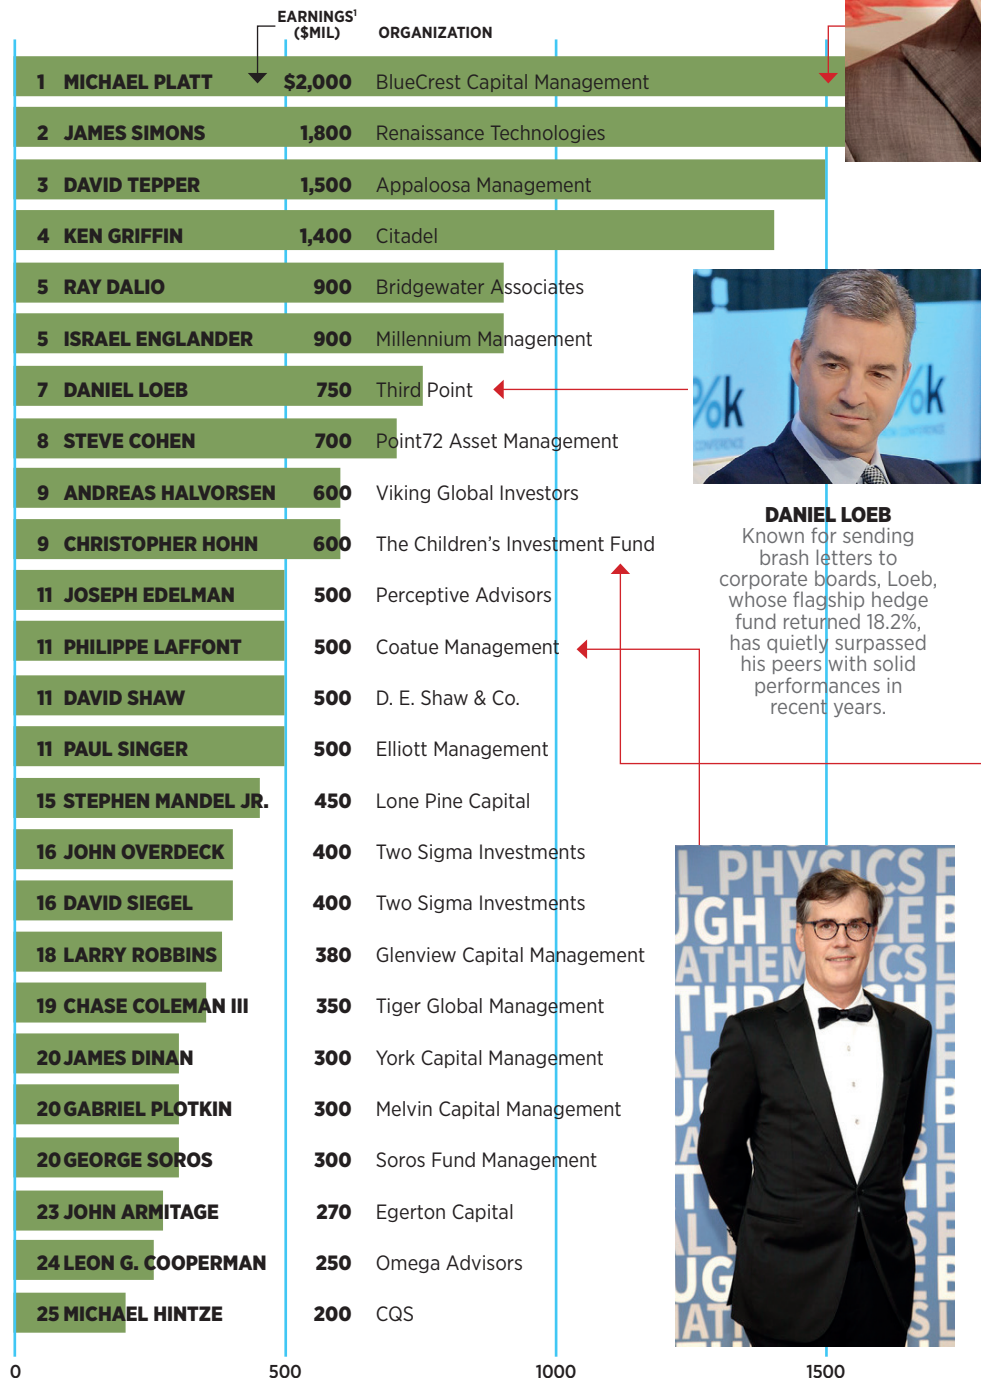 EARNINGS¹
($MIL) ORGANIZATION
1 MICHAEL PLATT $2,000 BlueCrest Capital Management
2 JAMES SIMONS 1,800 Renaissance Technologies
3 DAVID TEPPER 1,500 Appaloosa Management
4 KEN GRIFFIN 1,400 Citadel
5 RAY DALIO 900 Bridgewater Associates
5 ISRAEL ENGLANDER 900 Millennium Management
7 DANIEL LOEB 750 Third Point
8 STEVE COHEN 700 Point72 Asset Management
9 ANDREAS HALVORSEN 600 Viking Global Investors
9 CHRISTOPHER HOHN 600 The Children’s Investment Fund
11 JOSEPH EDELMAN 500 Perceptive Advisors
11 PHILIPPE LAFFONT 500 Coatue Management
11 DAVID SHAW 500 D. E. Shaw & Co.
11 PAUL SINGER 500 Elliott Management
15 STEPHEN MANDEL JR. 450 Lone Pine Capital
16 JOHN OVERDECK 400 Two Sigma Investments
16 DAVID SIEGEL 400 Two Sigma Investments
18 LARRY ROBBINS 380 Glenview Capital Management
19 CHASE COLEMAN III 350 Tiger Global Management
20 JAMES DINAN 300 York Capital Management
20 GABRIEL PLOTKIN 300 Melvin Capital Management
20 GEORGE SOROS 300 Soros Fund Management
23 JOHN ARMITAGE 270 Egerton Capital
24 LEON G. COOPERMAN 250 Omega Advisors
25 MICHAEL HINTZE 200 CQS
0 500 1000 1500
%k
%k
DANIEL LOEB
Known for sending
brash letters to
corporate boards, Loeb,
whose flagship hedge
fund returned 18.2%,
has quietly surpassed
his peers with solid
performances in
recent years.
L PHYSICS F